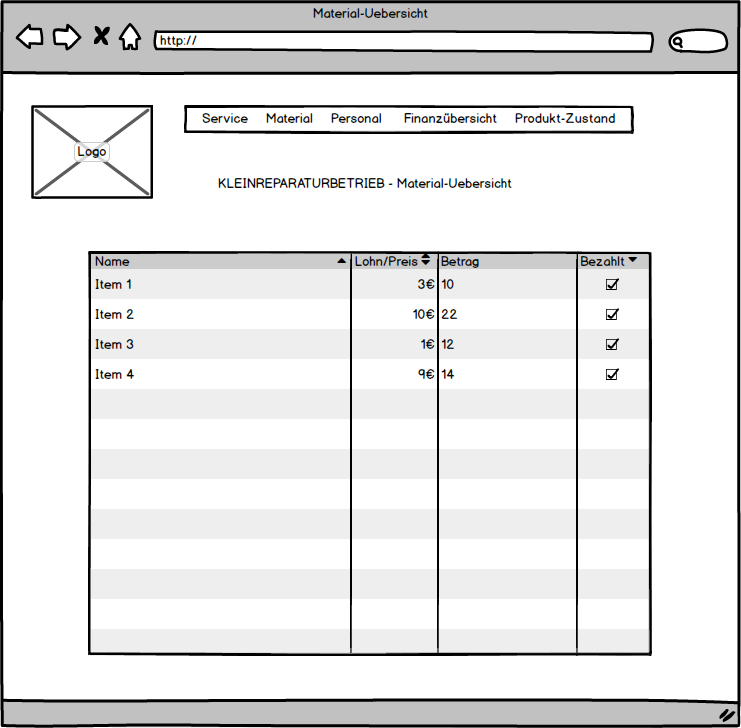 Material-Uebersicht
http://
Logo
Service Material Personal Finanzübersicht Produkt-Zustand
KLEINREPARATURBETRIEB - Material-Uebersicht
Name Lohn/Preis Betrag Bezahlt
Item 1 3€ 10
Item 2 10€ 22
Item 3 1€ 12
Item 4 9€ 14